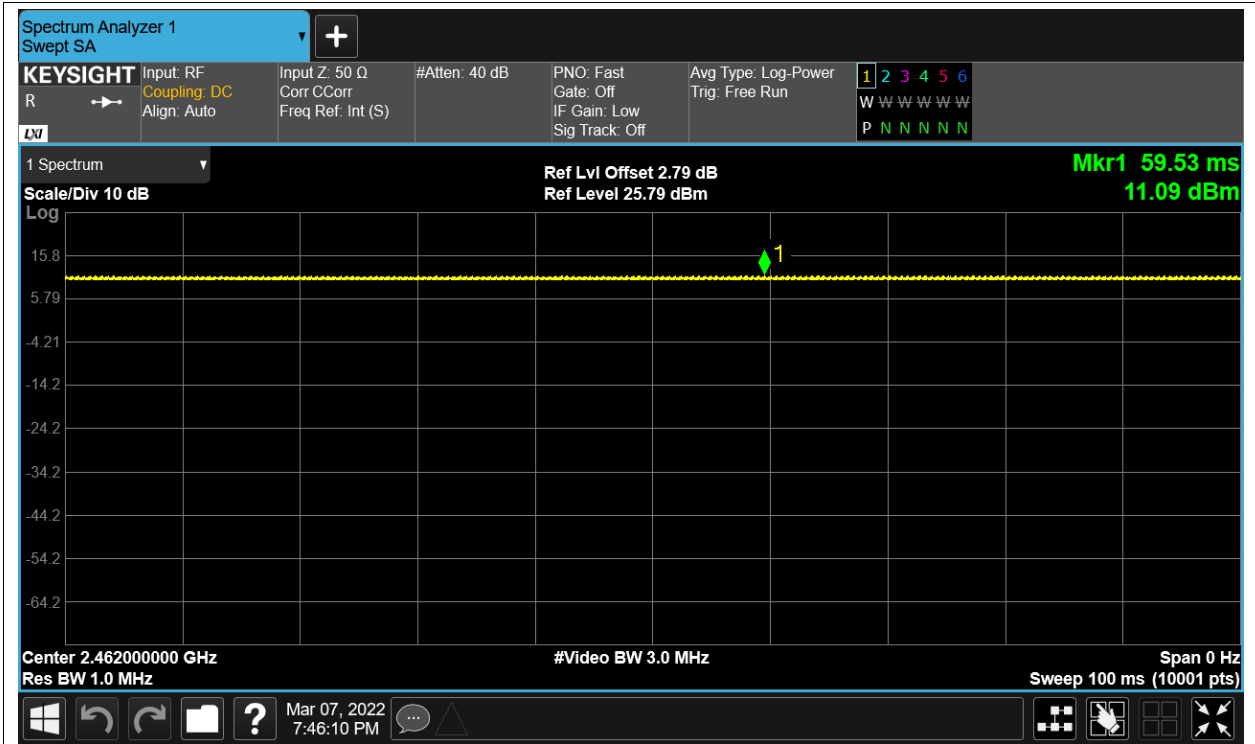 Spectrum Analyzer 1
Swept SA
KEYSIGHT
R
LXI
Input: RF
Coupling: DC
Align: Auto
Input Z: 50 Ω
Corr CCorr
Freq Ref: Int (S)
#Atten: 40 dB
PNO: Fast
Gate: Off
IF Gain: Low
Sig Track: Off
Avg Type: Log-Power
Trig: Free Run
1 2 3 4 5 6
W W W W W W
P N N N N N
1 Spectrum
Scale/Div 10 dB
Ref Lvl Offset 2.79 dB
Ref Level 25.79 dBm
Mkr1 59.53 ms
11.09 dBm
Log
1
15.8
5.79
-4.21
-14.2
-24.2
-34.2
-44.2
-54.2
-64.2
Center 2.462000000 GHz
Res BW 1.0 MHz
#Video BW 3.0 MHz
Span 0 Hz
Sweep 100 ms (10001 pts)
?
Mar 07, 2022
7:46:10 PM